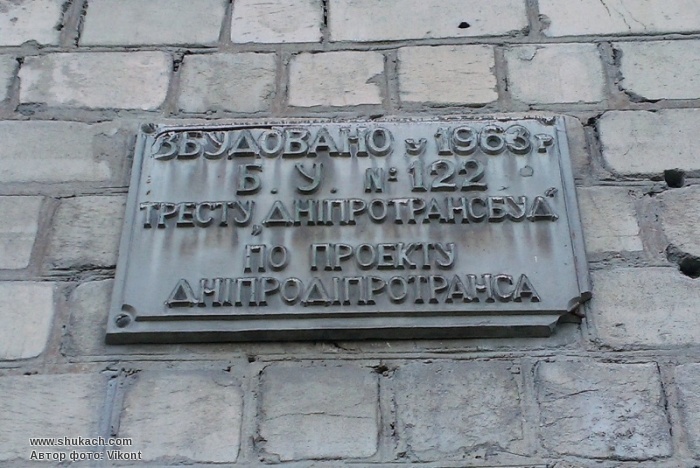 ЗБУДОВАНО у 1963 р
Б. У. № 122
ТРЕСТУ „ДНІПРОТРАНСБУД"
ПО ПРОЕКТУ
ДНІПРОДІПРОТРАНСА
www.shukach.com
Автор фото: Vikont